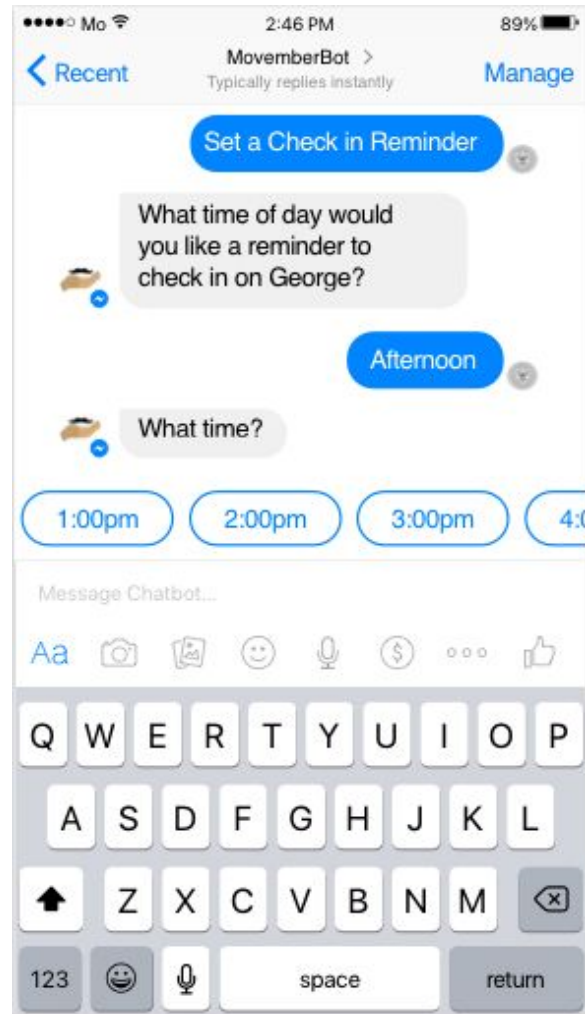 Mo 2:46 PM 89%
Recent MovemberBot > Manage
Typically replies instantly
Set a Check in Reminder
What time of day would
you like a reminder to
check in on George?
Afternoon
What time?
1:00pm 2:00pm 3:00pm 4:0
Message Chatbot...
Aa $
Q W E R T Y U I O P
A S D F G H J K L
Z X C V B N M
123 space return